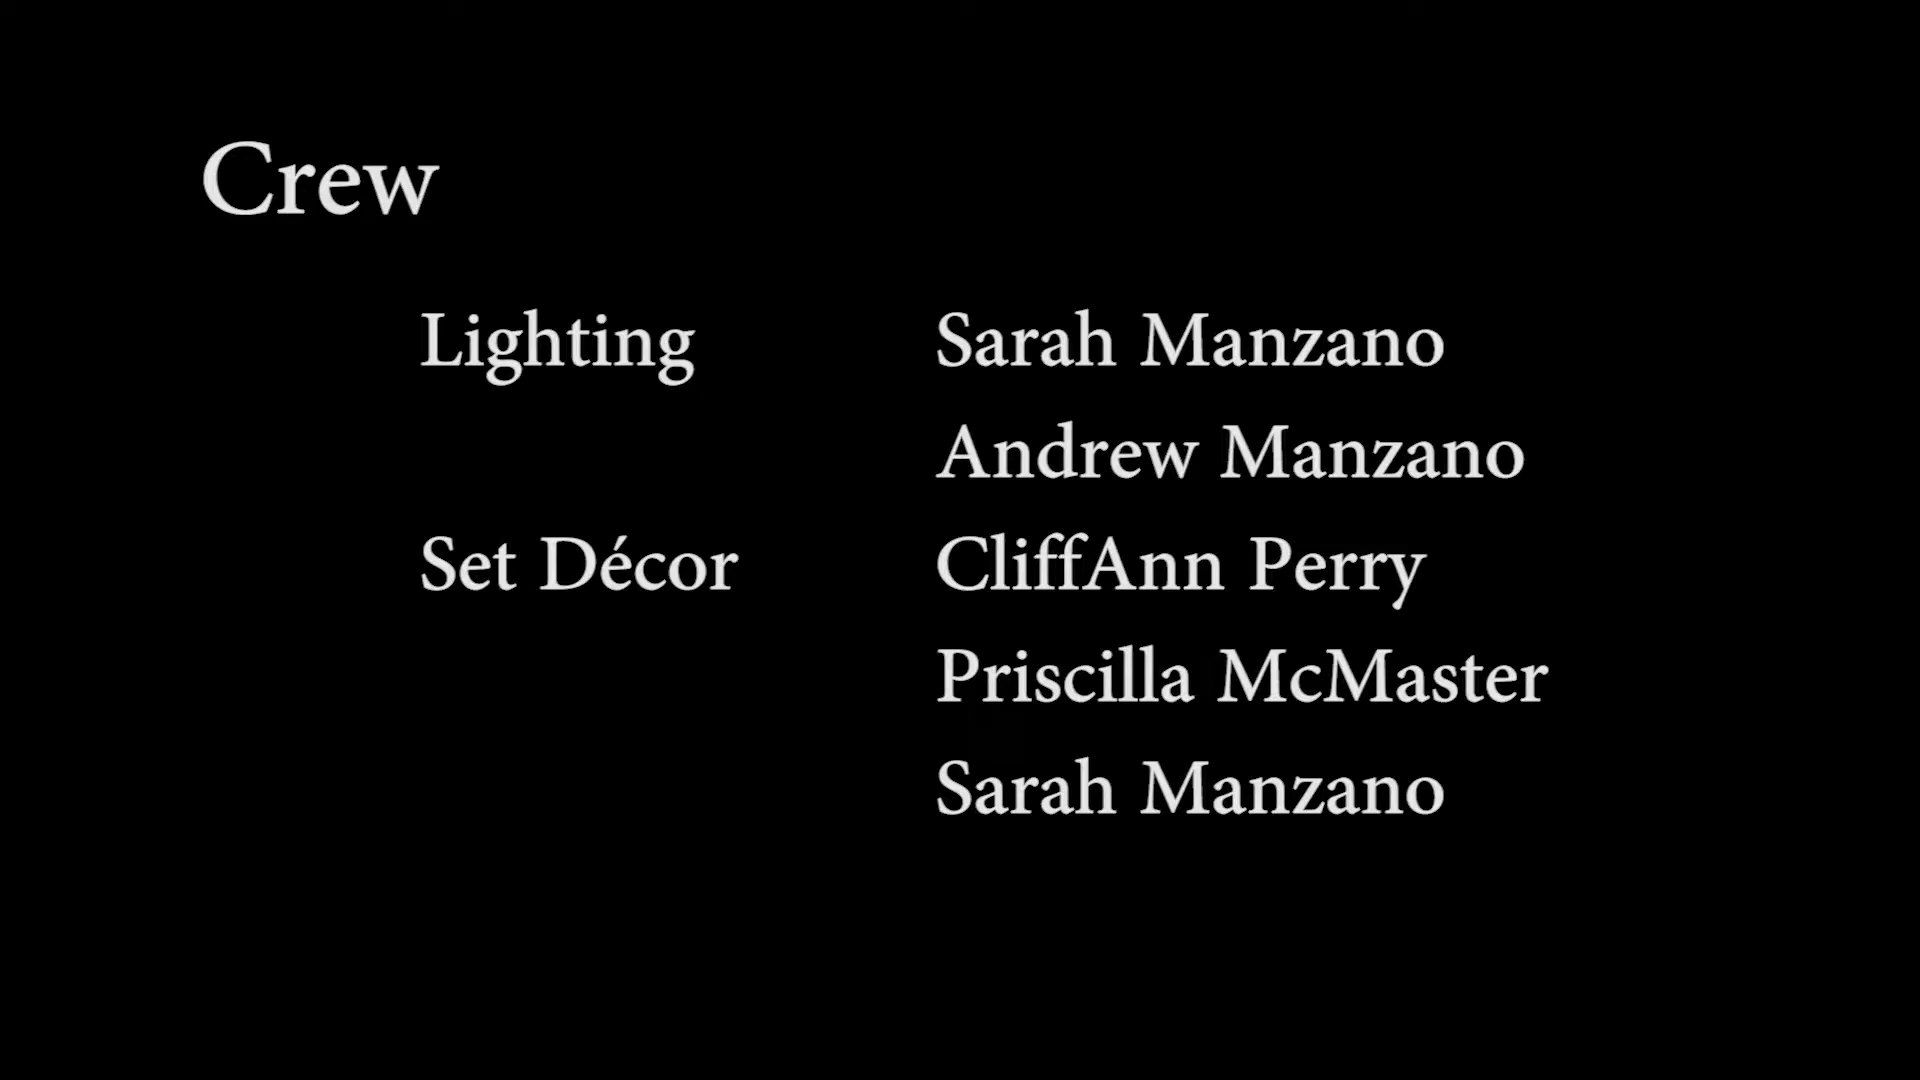 Crew
Lighting Sarah Manzano
Andrew Manzano
Set Décor CliffAnn Perry
Priscilla McMaster
Sarah Manzano